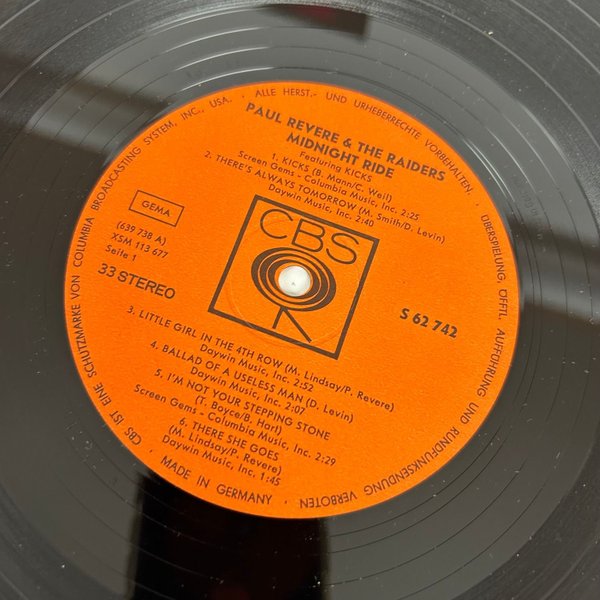 CBS IST EINE SCHUTZMARKE VON COLUMBIA BROADCASTING SYSTEM, INC., USA. · ALLE HERST.- UND URHEBERRECHTE VORBEHALTEN. · ÜBERSPIELUNG, ÖFFTL. AUFFÜHRUNG UND RUNDFUNKSENDUNG VERBOTEN · MADE IN GERMANY ·
PAUL REVERE & THE RAIDERS
MIDNIGHT RIDE
Featuring KICKS
1. KICKS (B. Mann/C. Weil)
Screen Gems - Columbia Music, Inc. 2:25
2. THERE'S ALWAYS TOMORROW (M. Smith/D. Levin)
Daywin Music, Inc. 2:40
GEMA
(639 738 A)
XSM 113 677
Seite 1
33 STEREO
CBS
S 62 742
3. LITTLE GIRL IN THE 4TH ROW (M. Lindsay/P. Revere)
Daywin Music, Inc. 2:52
4. BALLAD OF A USELESS MAN (D. Levin)
Daywin Music, Inc. 2:07
5. I'M NOT YOUR STEPPING STONE
(T. Boyce/B. Hart)
Screen Gems - Columbia Music, Inc. 2:29
6. THERE SHE GOES
(M. Lindsay/P. Revere)
Daywin Music, Inc. 1:45